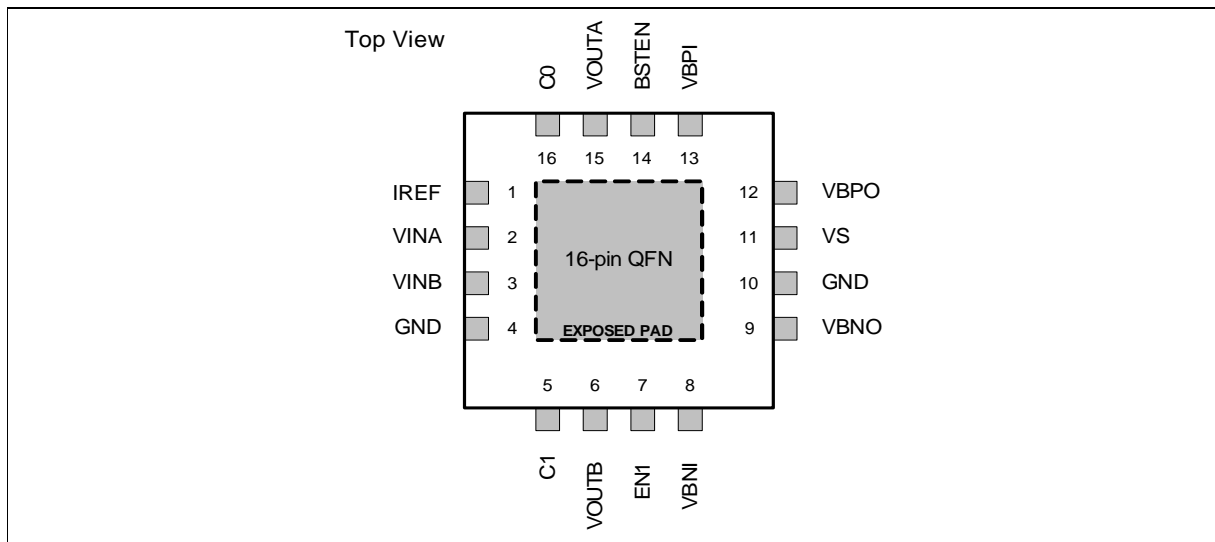 Top View
C0
VOUTA
BSTEN
VBPI
16 15 14 13
IREF 1 12 VBPO
VINA 2 11 VS
16-pin QFN
VINB 3 10 GND
GND 4 9 VBNO
EXPOSED PAD
5 6 7 8
C1
VOUTB
EN1
VBNI